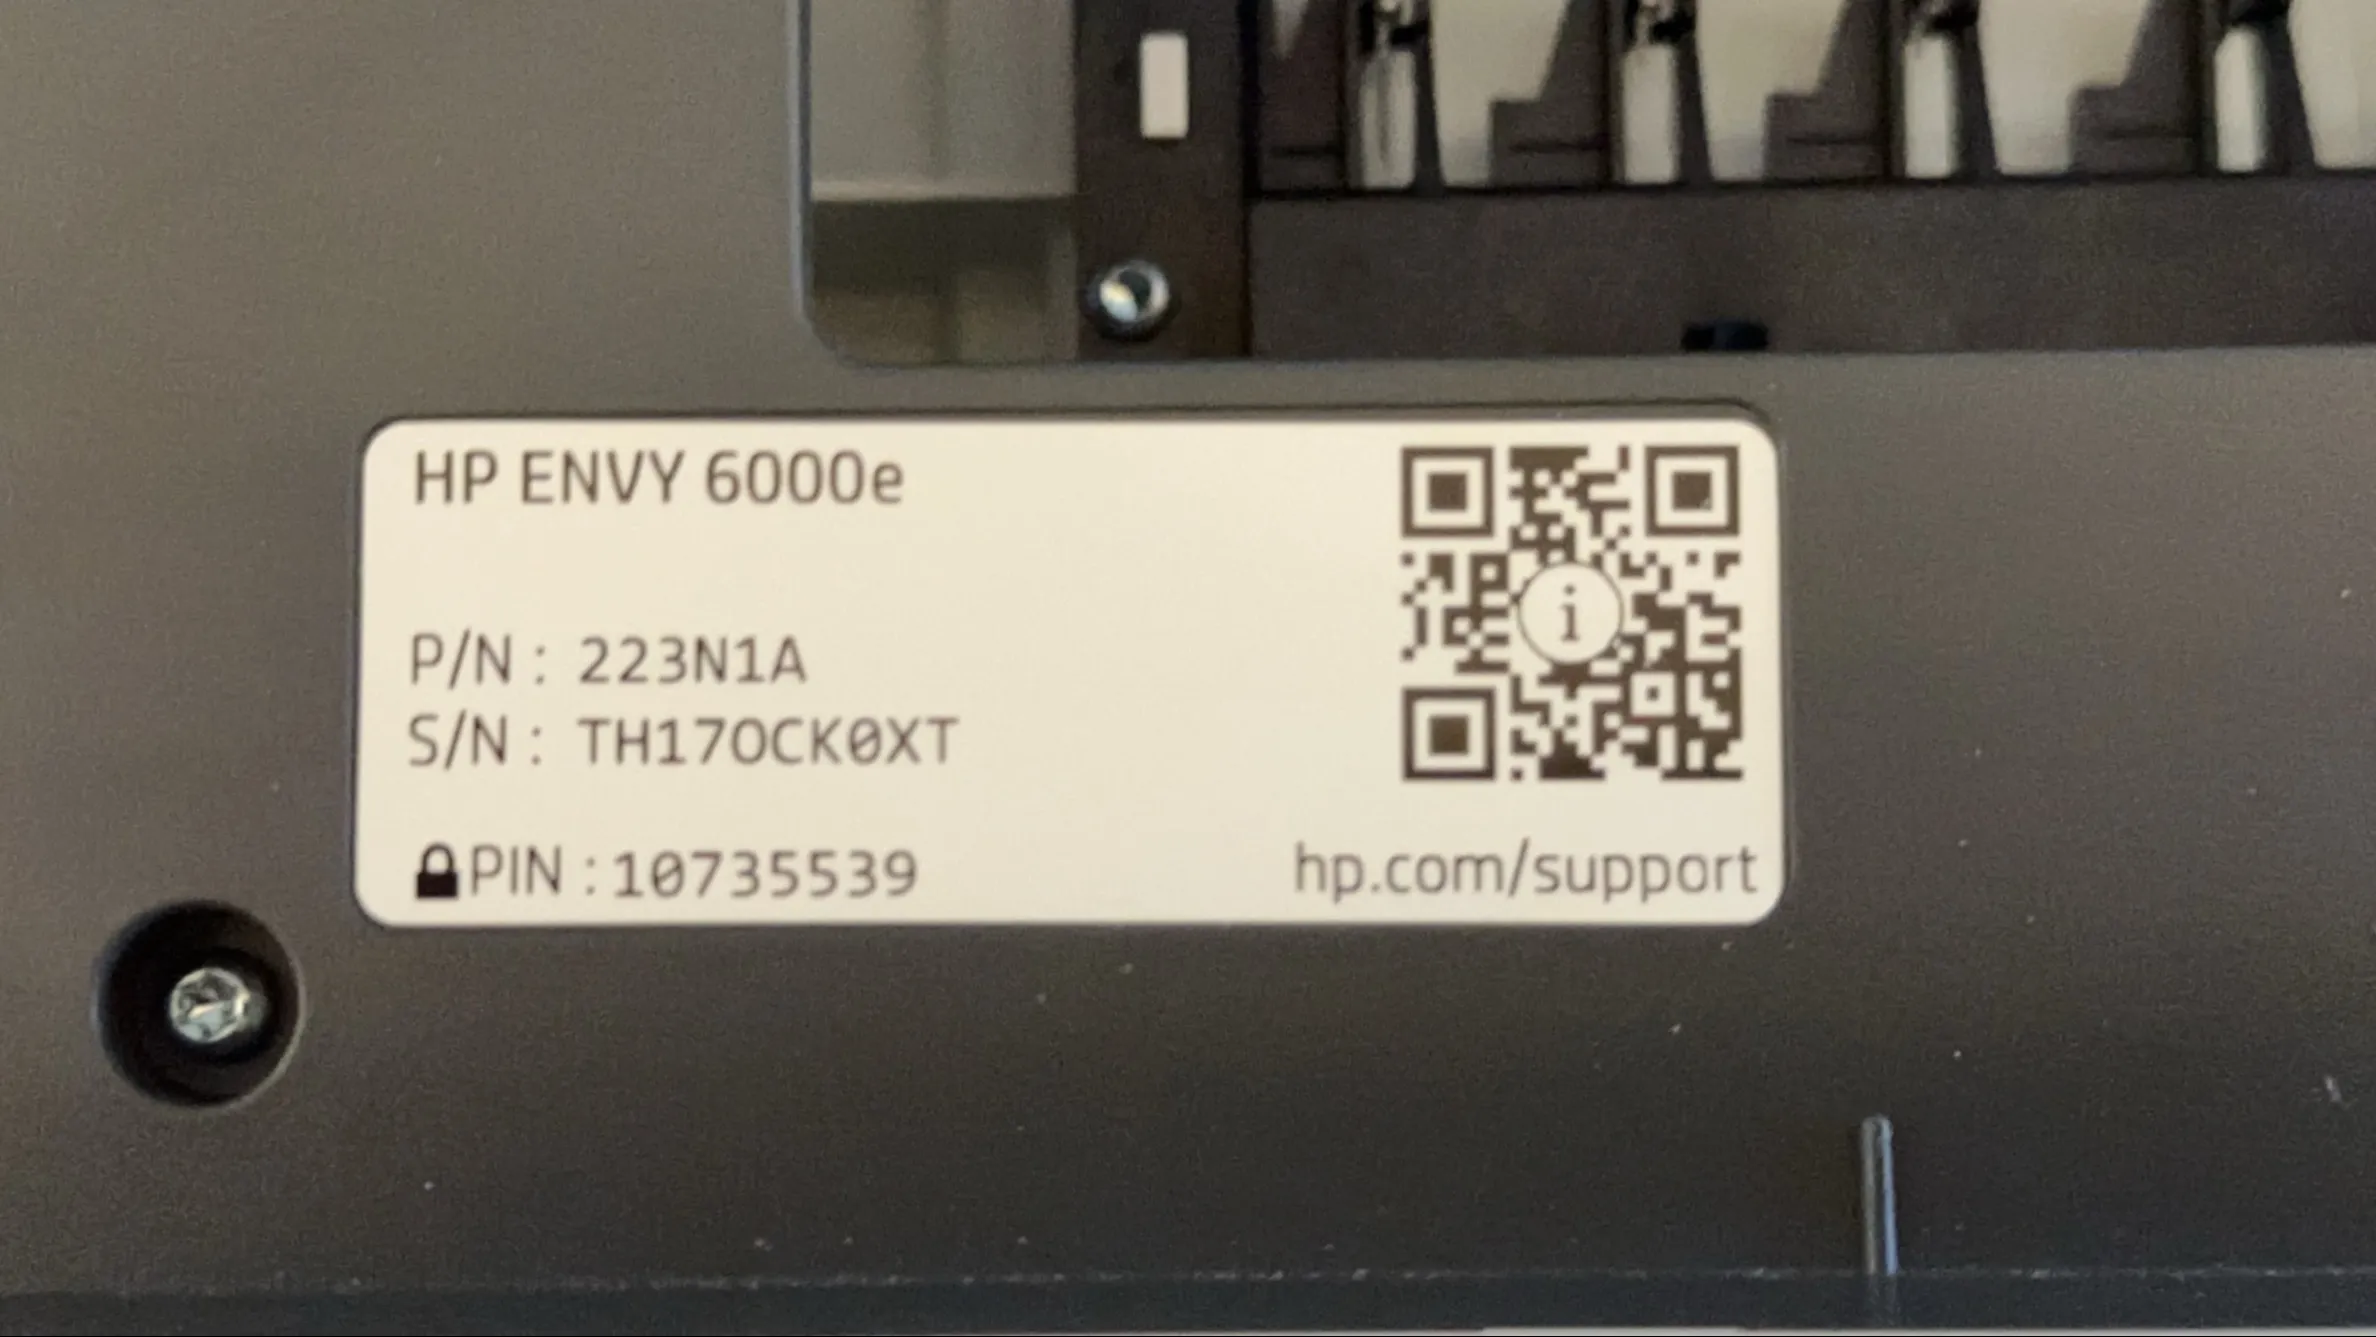 HP ENVY 6000e
P/N : 223N1A
S/N : TH17OCK0XT
PIN :10735539
i
hp.com/support